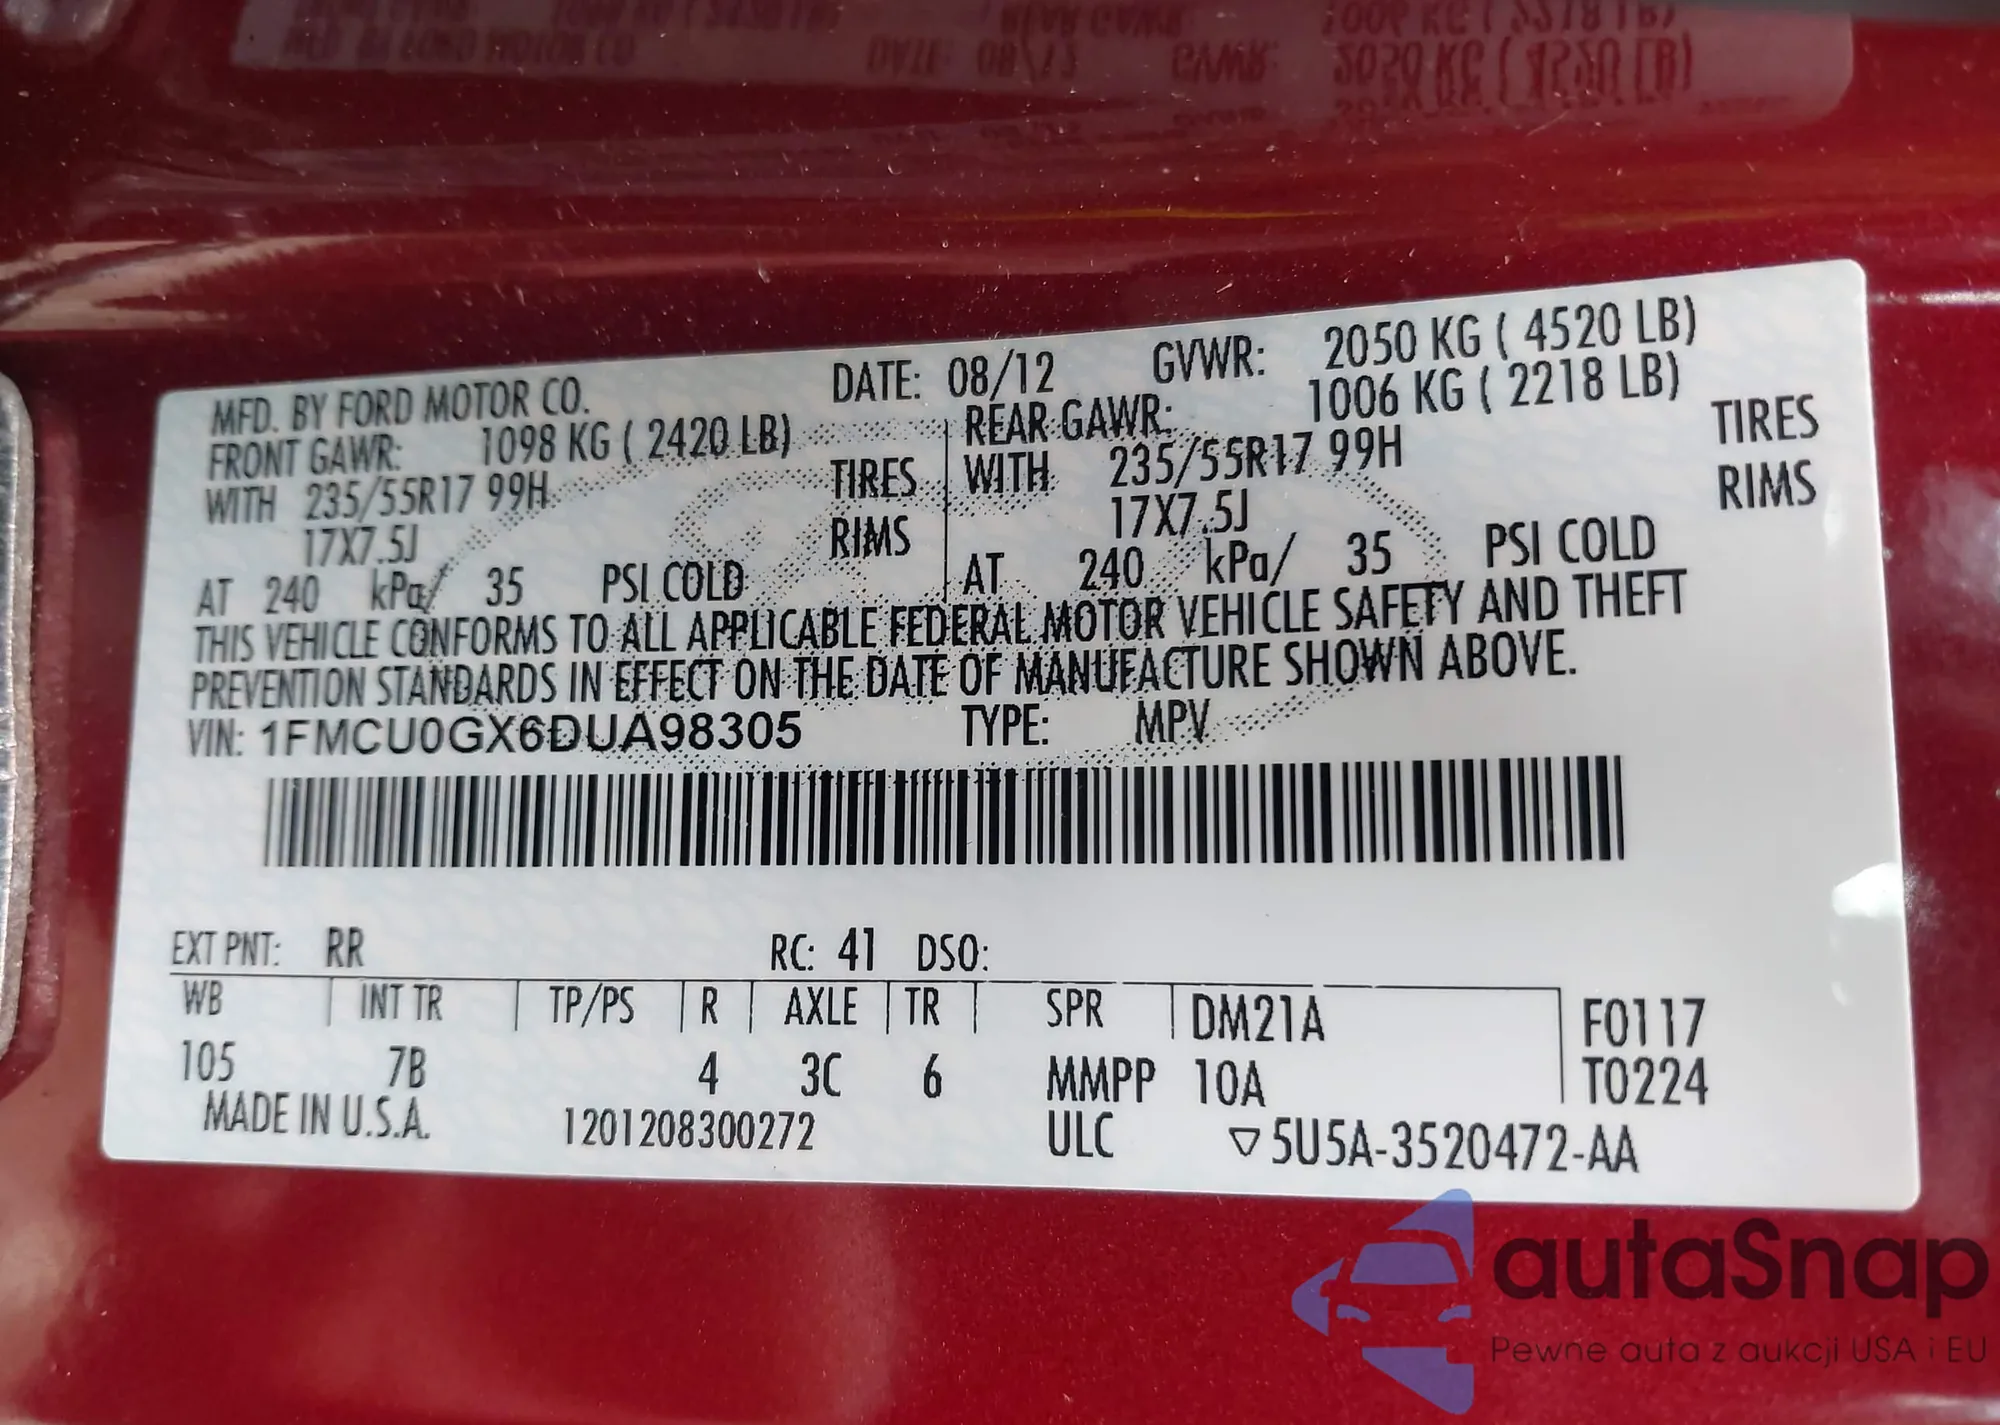 MFD. BY FORD MOTOR CO. DATE: 08/12 GVWR: 2050 KG ( 4520 LB)
FRONT GAWR: 1098 KG ( 2420 LB) REAR GAWR: 1006 KG ( 2218 LB)
WITH 235/55R17 99H TIRES WITH 235/55R17 99H TIRES
17X7.5J RIMS 17X7.5J RIMS
AT 240 kPa/ 35 PSI COLD AT 240 kPa/ 35 PSI COLD
THIS VEHICLE CONFORMS TO ALL APPLICABLE FEDERAL MOTOR VEHICLE SAFETY AND THEFT
PREVENTION STANDARDS IN EFFECT ON THE DATE OF MANUFACTURE SHOWN ABOVE.
VIN: 1FMCU0GX6DUA98305 TYPE: MPV
EXT PNT: RR RC: 41 DSO:
WB INT TR TP/PS R AXLE TR SPR DM21A F0117
105 7B 4 3C 6 MMPP 10A T0224
MADE IN U.S.A. 1201208300272 ULC ▽5U5A-3520472-AA
autaSnap
Pewne auta z aukcji USA i EU